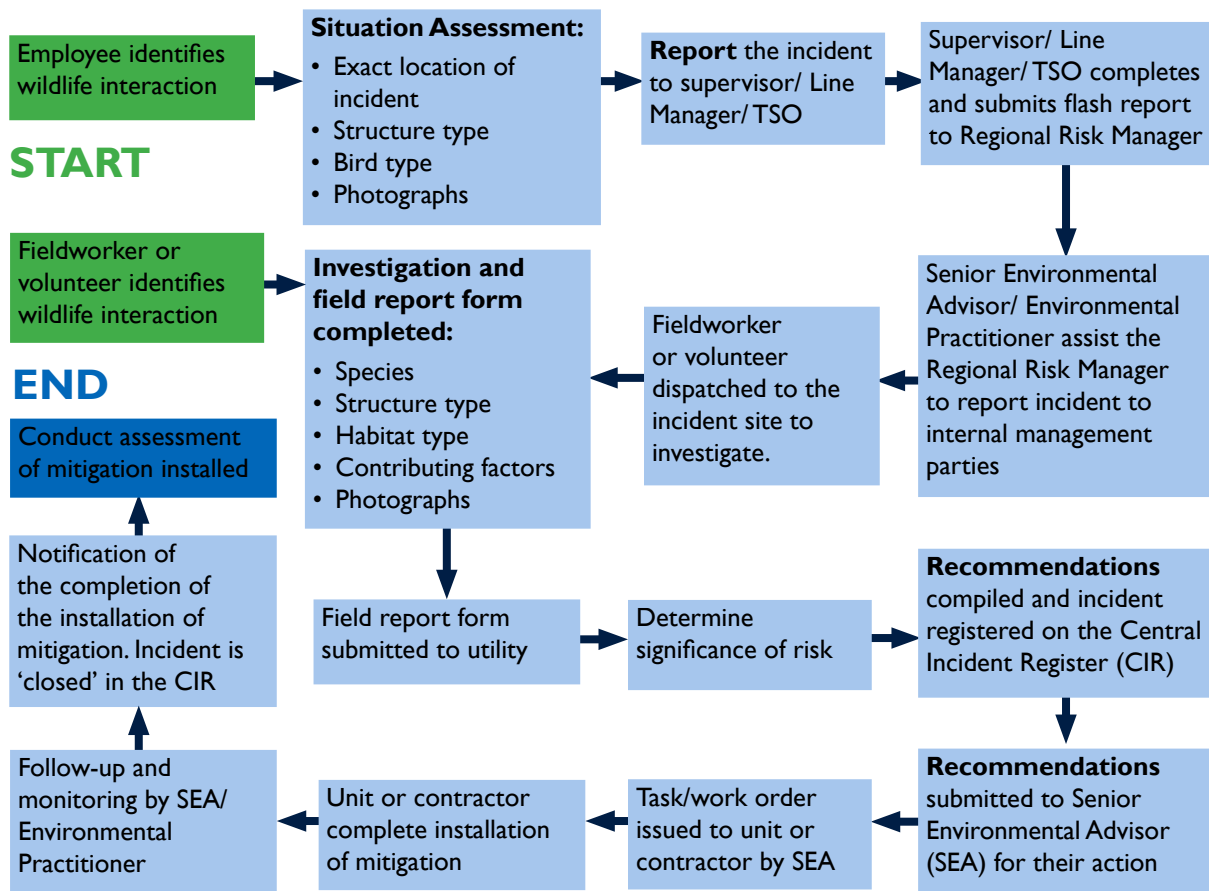 Employee identifies
wildlife interaction
START
Situation Assessment:
• Exact location of
incident
• Structure type
• Bird type
• Photographs
Report the incident
to supervisor/ Line
Manager/ TSO
Supervisor/ Line
Manager/ TSO completes
and submits flash report
to Regional Risk Manager
Fieldworker or
volunteer identifies
wildlife interaction
Senior Environmental
Advisor/ Environmental
Practitioner assist the
Regional Risk Manager
to report incident to
internal management
parties
Fieldworker
or volunteer
dispatched to the
incident site to
investigate.
Investigation and
field report form
completed:
• Species
• Structure type
• Habitat type
• Contributing factors
• Photographs
Field report form
submitted to utility
Determine
significance of risk
Recommendations
compiled and incident
registered on the Central
Incident Register (CIR)
Recommendations
submitted to Senior
Environmental Advisor
(SEA) for their action
Task/work order
issued to unit or
contractor by SEA
Unit or contractor
complete installation
of mitigation
Follow-up and
monitoring by SEA/
Environmental
Practitioner
Notification of
the completion of
the installation of
mitigation. Incident is
‘closed’ in the CIR
END
Conduct assessment
of mitigation installed